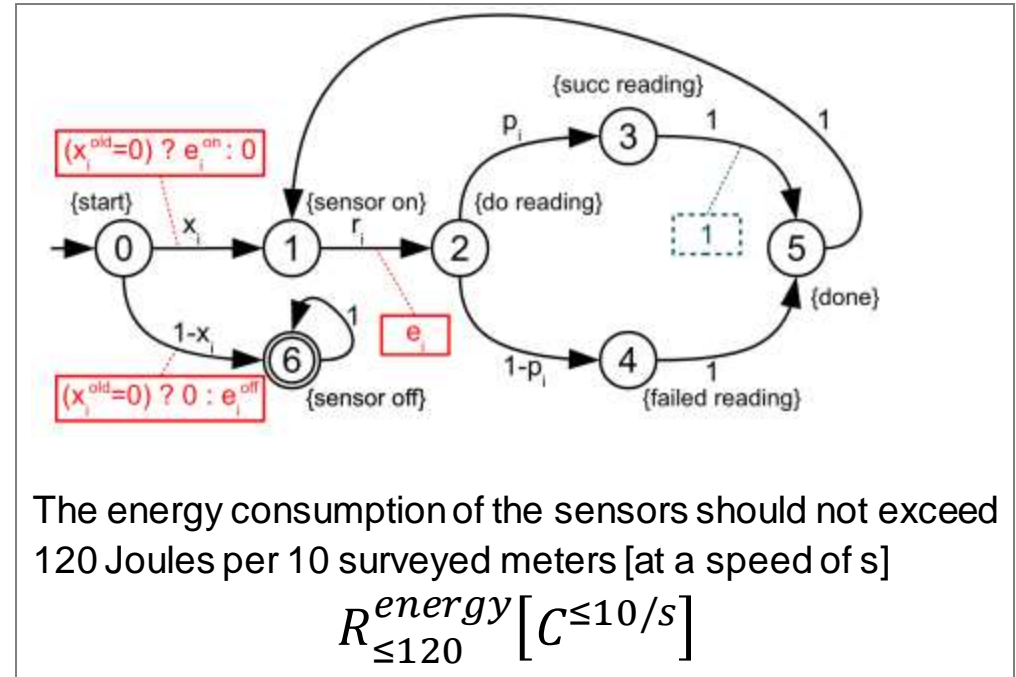 {succ reading}
p_i
3
1
1
(x_i^old=0) ? e_i^on : 0
{start}
x_i
{sensor on}
r_i
{do reading}
1
0
1
2
5
{done}
1-x_i
1
e_i
6
1-p_i
4
1
(x_i^old=0) ? 0 : e_i^off
{sensor off}
{failed reading}
The energy consumption of the sensors should not exceed
120 Joules per 10 surveyed meters [at a speed of s]
R_{≤120}^{energy}[C^{≤10/s}]